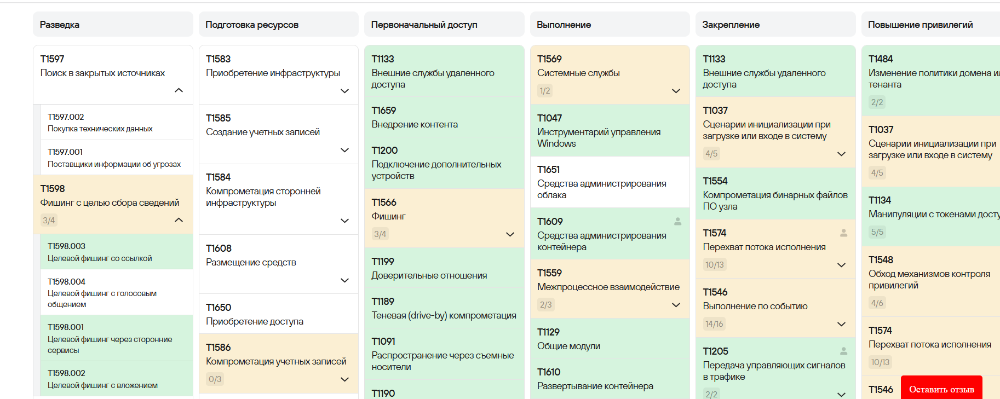 Разведка
T1597
Поиск в закрытых источниках
T1597.002
Покупка технических данных
T1597.001
Поставщики информации об угрозах
T1598
Фишинг с целью сбора сведений
3/4
T1598.003
Целевой фишинг со ссылкой
T1598.004
Целевой фишинг с голосовым
общением
T1598.001
Целевой фишинг через сторонние
сервисы
T1598.002
Целевой фишинг с вложением
Подготовка ресурсов
T1583
Приобретение инфраструктуры
T1585
Создание учетных записей
T1584
Компрометация сторонней
инфраструктуры
T1608
Размещение средств
T1650
Приобретение доступа
T1586
Компрометация учетных записей
0/3
Первоначальный доступ
T1133
Внешние службы удаленного
доступа
T1659
Внедрение контента
T1200
Подключение дополнительных
устройств
T1566
Фишинг
3/4
T1199
Доверительные отношения
T1189
Теневая (drive-by) компрометация
T1091
Распространение через съемные
носители
T1190
Выполнение
T1569
Системные службы
1/2
T1047
Инструментарий управления
Windows
T1651
Средства администрирования
облака
T1609
Средства администрирования
контейнера
T1559
Межпроцессное взаимодействие
2/3
T1129
Общие модули
T1610
Развертывание контейнера
Закрепление
T1133
Внешние службы удаленного
доступа
T1037
Сценарии инициализации при
загрузке или входе в систему
4/5
T1554
Компрометация бинарных файлов
ПО узла
T1574
Перехват потока исполнения
10/13
T1546
Выполнение по событию
14/16
T1205
Передача управляющих сигналов
в трафике
2/2
Повышение привилегий
T1484
Изменение политики домена
тенанта
2/2
T1037
Сценарии инициализации при
загрузке или входе в систему
4/5
T1134
Манипуляции с токенами
5/5
T1548
Обход механизмов контроля
привилегий
4/6
T1574
Перехват потока исполнения
10/13
T1546
Оставить отзыв